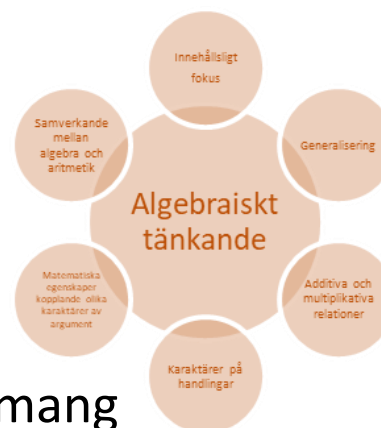 Innehållsligt
fokus
Samverkande
mellan
algebra och
aritmetik
Generalisering
Algebraiskt
tänkande
Matematiska
egenskaper
kopplande olika
karaktärer av
argument
Additiva och
multiplikativa
relationer
Karaktärer på
handlingar
mang